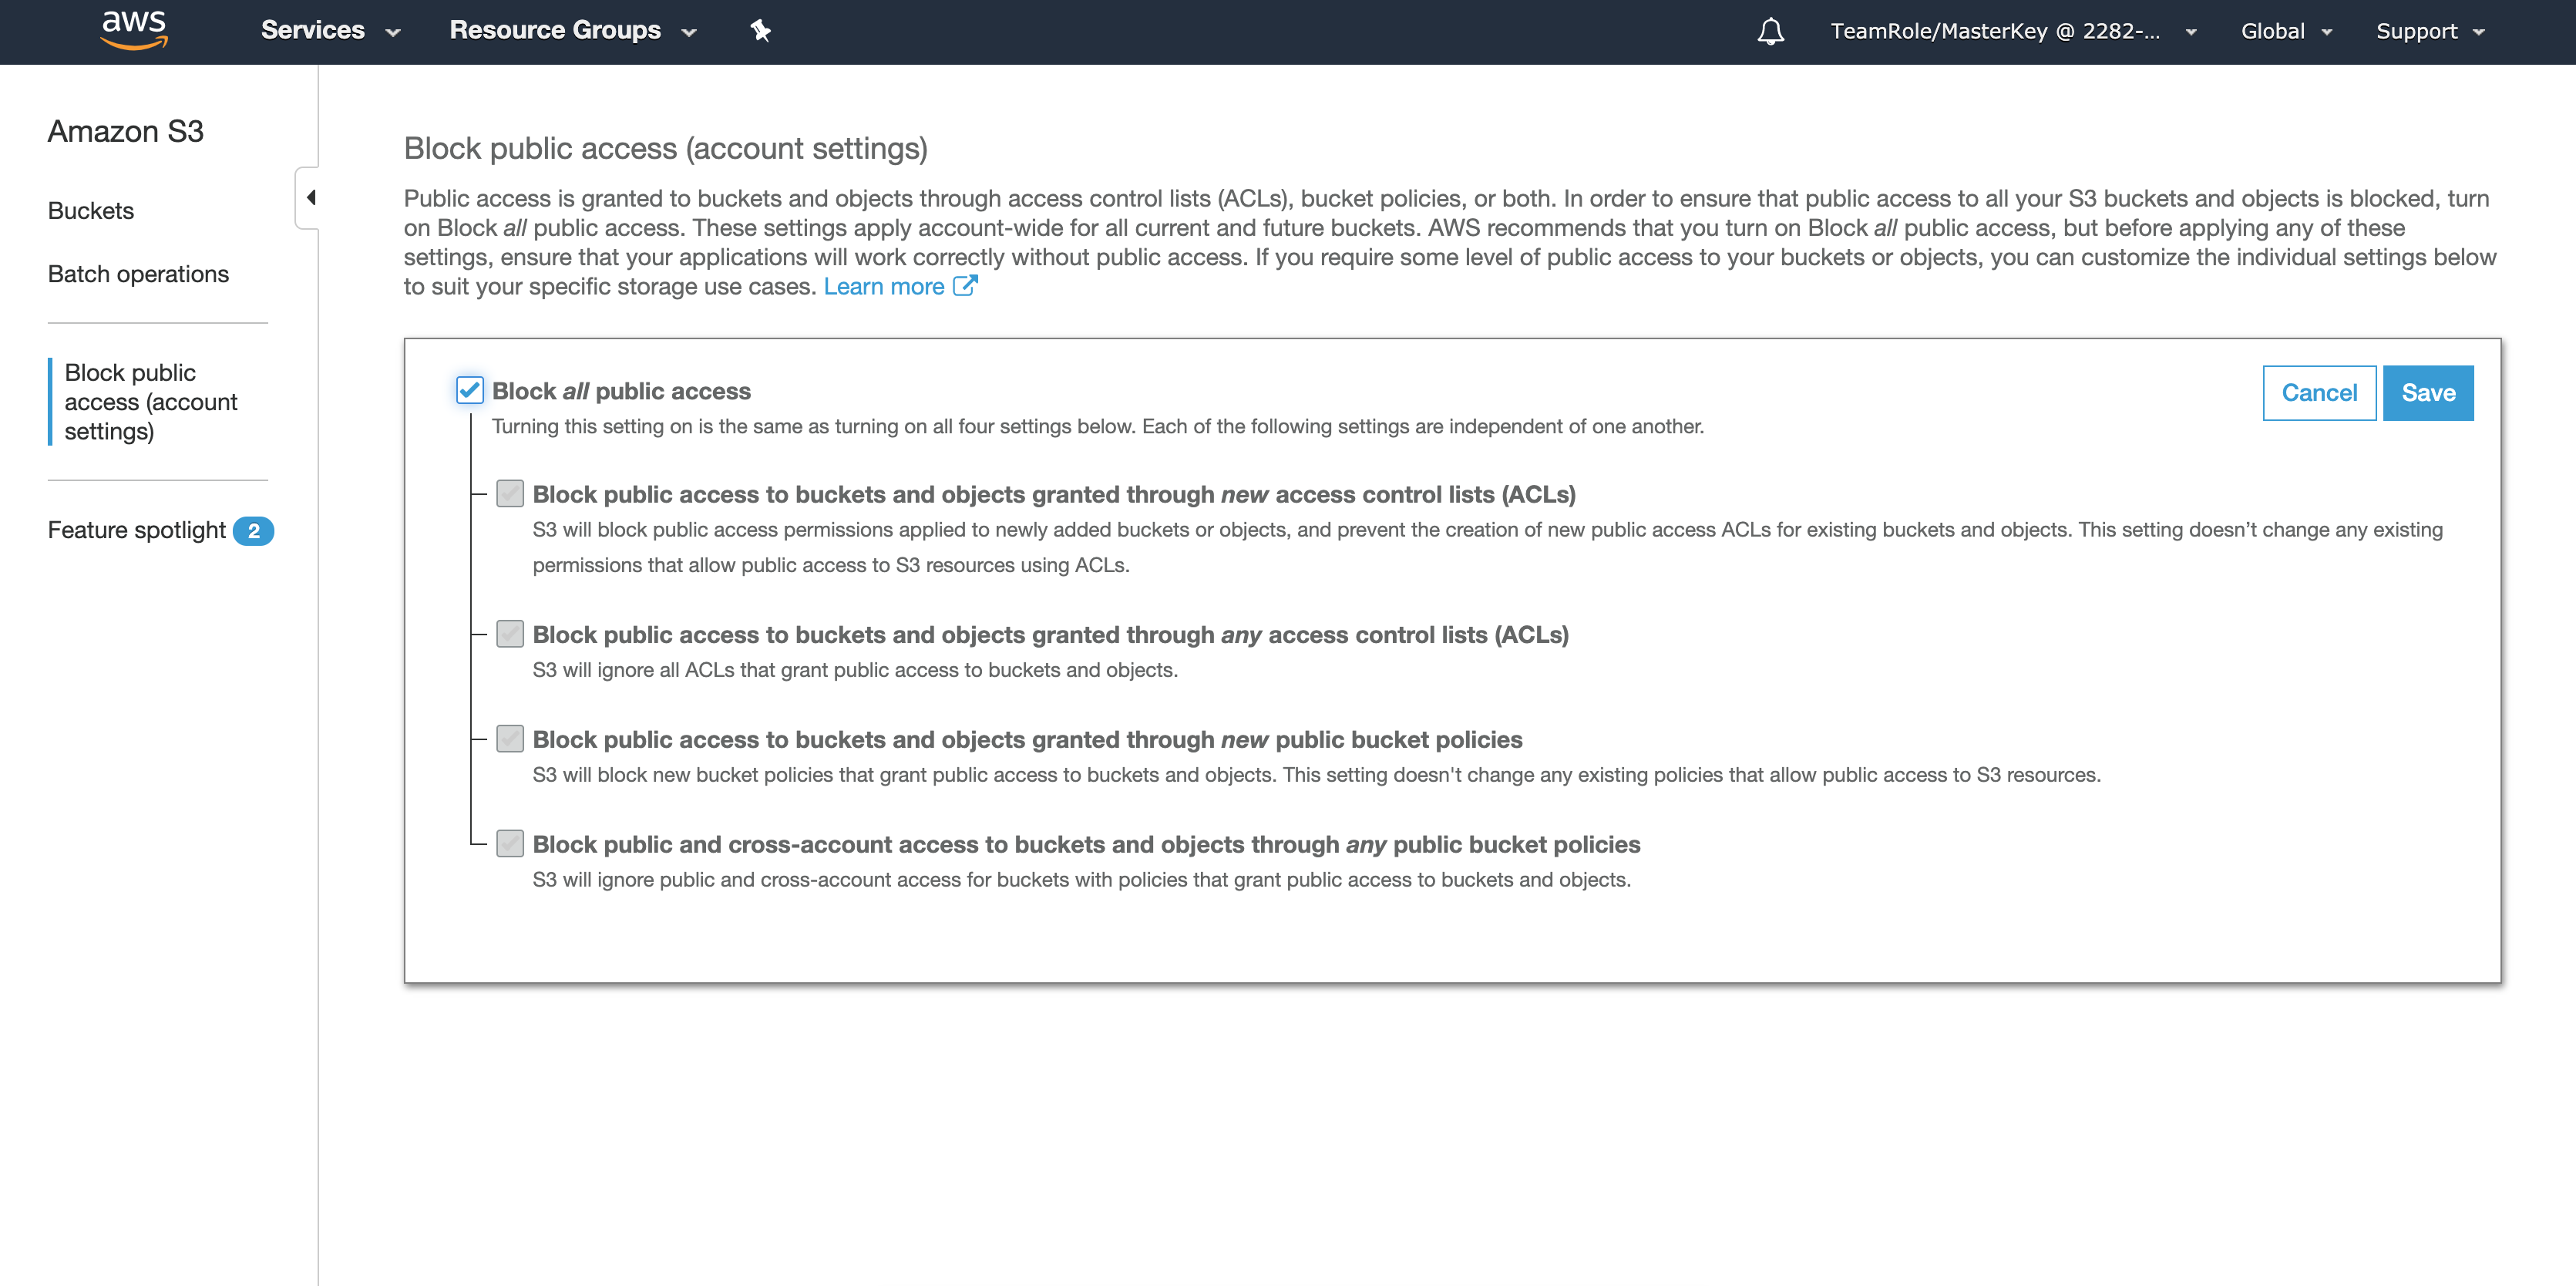 aws Services Resource Groups TeamRole/MasterKey @ 2282-... Global Support
Amazon S3
Buckets
Batch operations
Block public
access (account
settings)
Feature spotlight 2
Block public access (account settings)
Public access is granted to buckets and objects through access control lists (ACLs), bucket policies, or both. In order to ensure that public access to all your S3 buckets and objects is blocked, turn
on Block all public access. These settings apply account-wide for all current and future buckets. AWS recommends that you turn on Block all public access, but before applying any of these
settings, ensure that your applications will work correctly without public access. If you require some level of public access to your buckets or objects, you can customize the individual settings below
to suit your specific storage use cases. Learn more
Block all public access
Cancel Save
Turning this setting on is the same as turning on all four settings below. Each of the following settings are independent of one another.
Block public access to buckets and objects granted through new access control lists (ACLs)
S3 will block public access permissions applied to newly added buckets or objects, and prevent the creation of new public access ACLs for existing buckets and objects. This setting doesn’t change any existing
permissions that allow public access to S3 resources using ACLs.
Block public access to buckets and objects granted through any access control lists (ACLs)
S3 will ignore all ACLs that grant public access to buckets and objects.
Block public access to buckets and objects granted through new public bucket policies
S3 will block new bucket policies that grant public access to buckets and objects. This setting doesn't change any existing policies that allow public access to S3 resources.
Block public and cross-account access to buckets and objects through any public bucket policies
S3 will ignore public and cross-account access for buckets with policies that grant public access to buckets and objects.